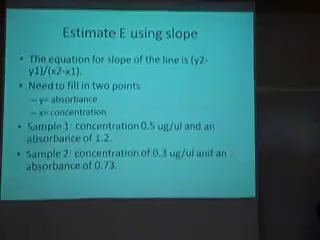 Estimate E using slope
• The equation for slope of the line is (y2-
y1)/(x2-x1).
• Need to fill in two points
– y= absorbance
– x= concentration
• Sample 1: concentration 0.5 ug/ul and an
absorbance of 1.2.
• Sample 2: concentration of 0.3 ug/ul and an
absorbance of 0.73.